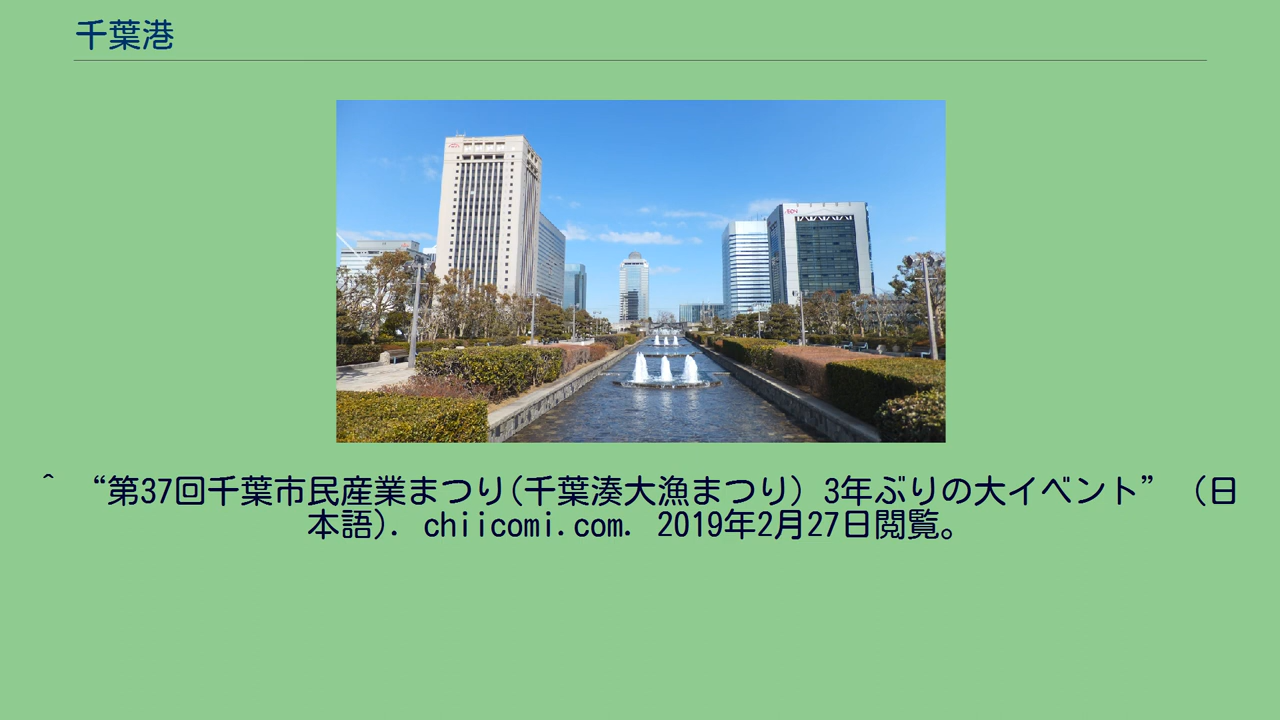 千葉港
^ “第37回千葉市民産業まつり(千葉湊大漁まつり) 3年ぶりの大イベント” (日
本語). chiicomi.com. 2019年2月27日閲覧。